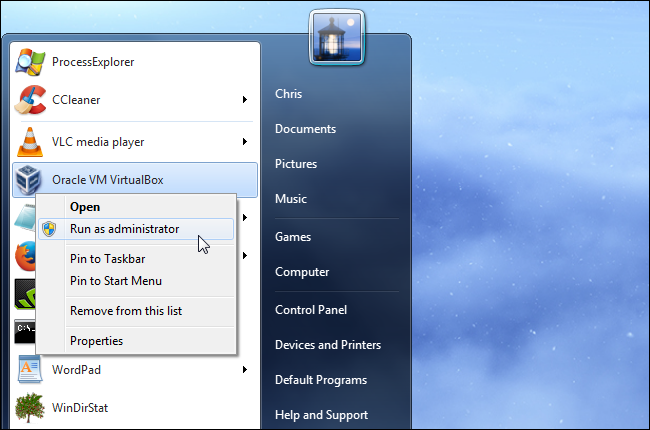 ProcessExplorer
CCleaner
VLC media player
Oracle VM VirtualBox
Open
Run as administrator
Pin to Taskbar
Pin to Start Menu
Remove from this list
Properties
C:\_
WordPad
WinDirStat
Chris
Documents
Pictures
Music
Games
Computer
Control Panel
Devices and Printers
Default Programs
Help and Support